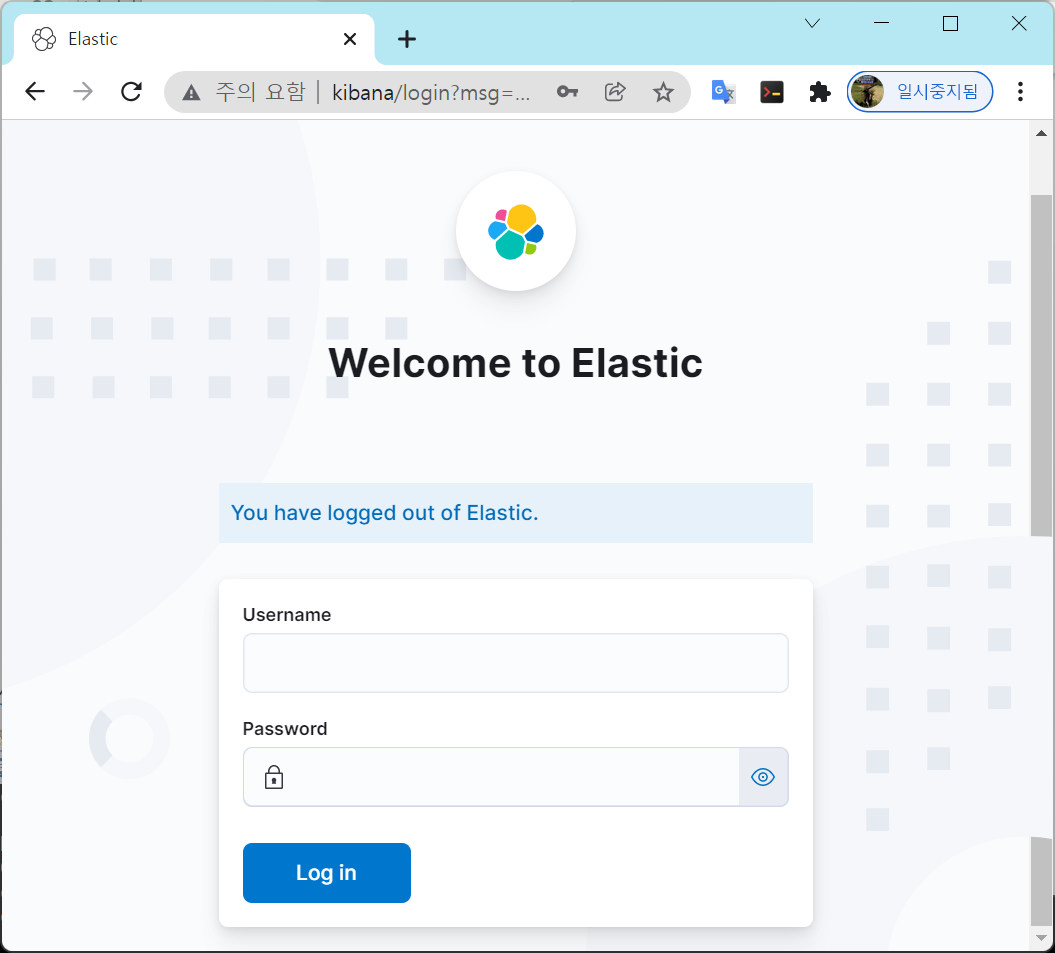 Elastic
주의 요함 kibana/login?msg=... 일시중지됨
Welcome to Elastic
You have logged out of Elastic.
Username
Password
Log in